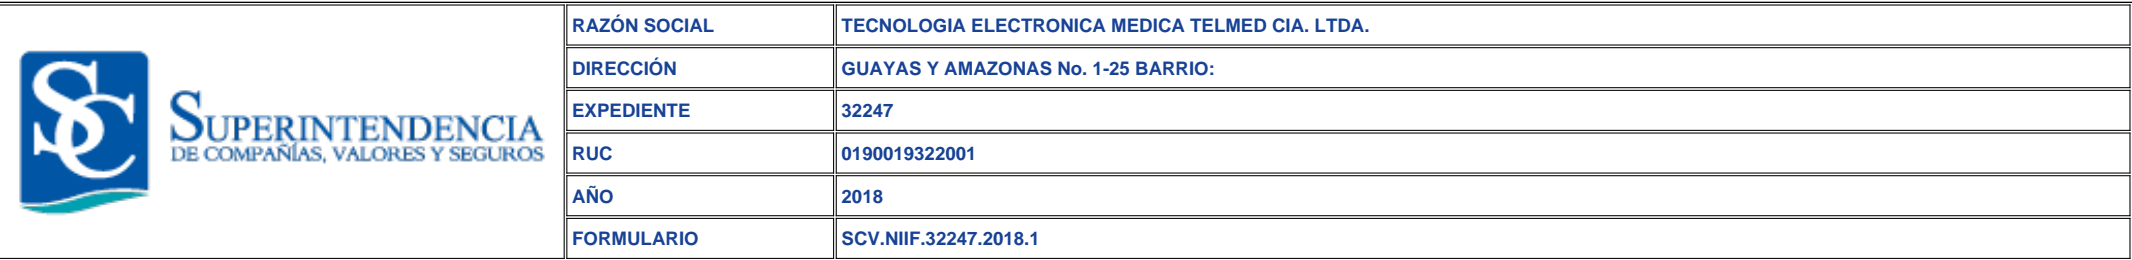 SC
SUPERINTENDENCIA
DE COMPAÑÍAS, VALORES Y SEGUROS
RAZÓN SOCIAL TECNOLOGIA ELECTRONICA MEDICA TELMED CIA. LTDA.
DIRECCIÓN GUAYAS Y AMAZONAS No. 1-25 BARRIO:
EXPEDIENTE 32247
RUC 0190019322001
AÑO 2018
FORMULARIO SCV.NIIF.32247.2018.1